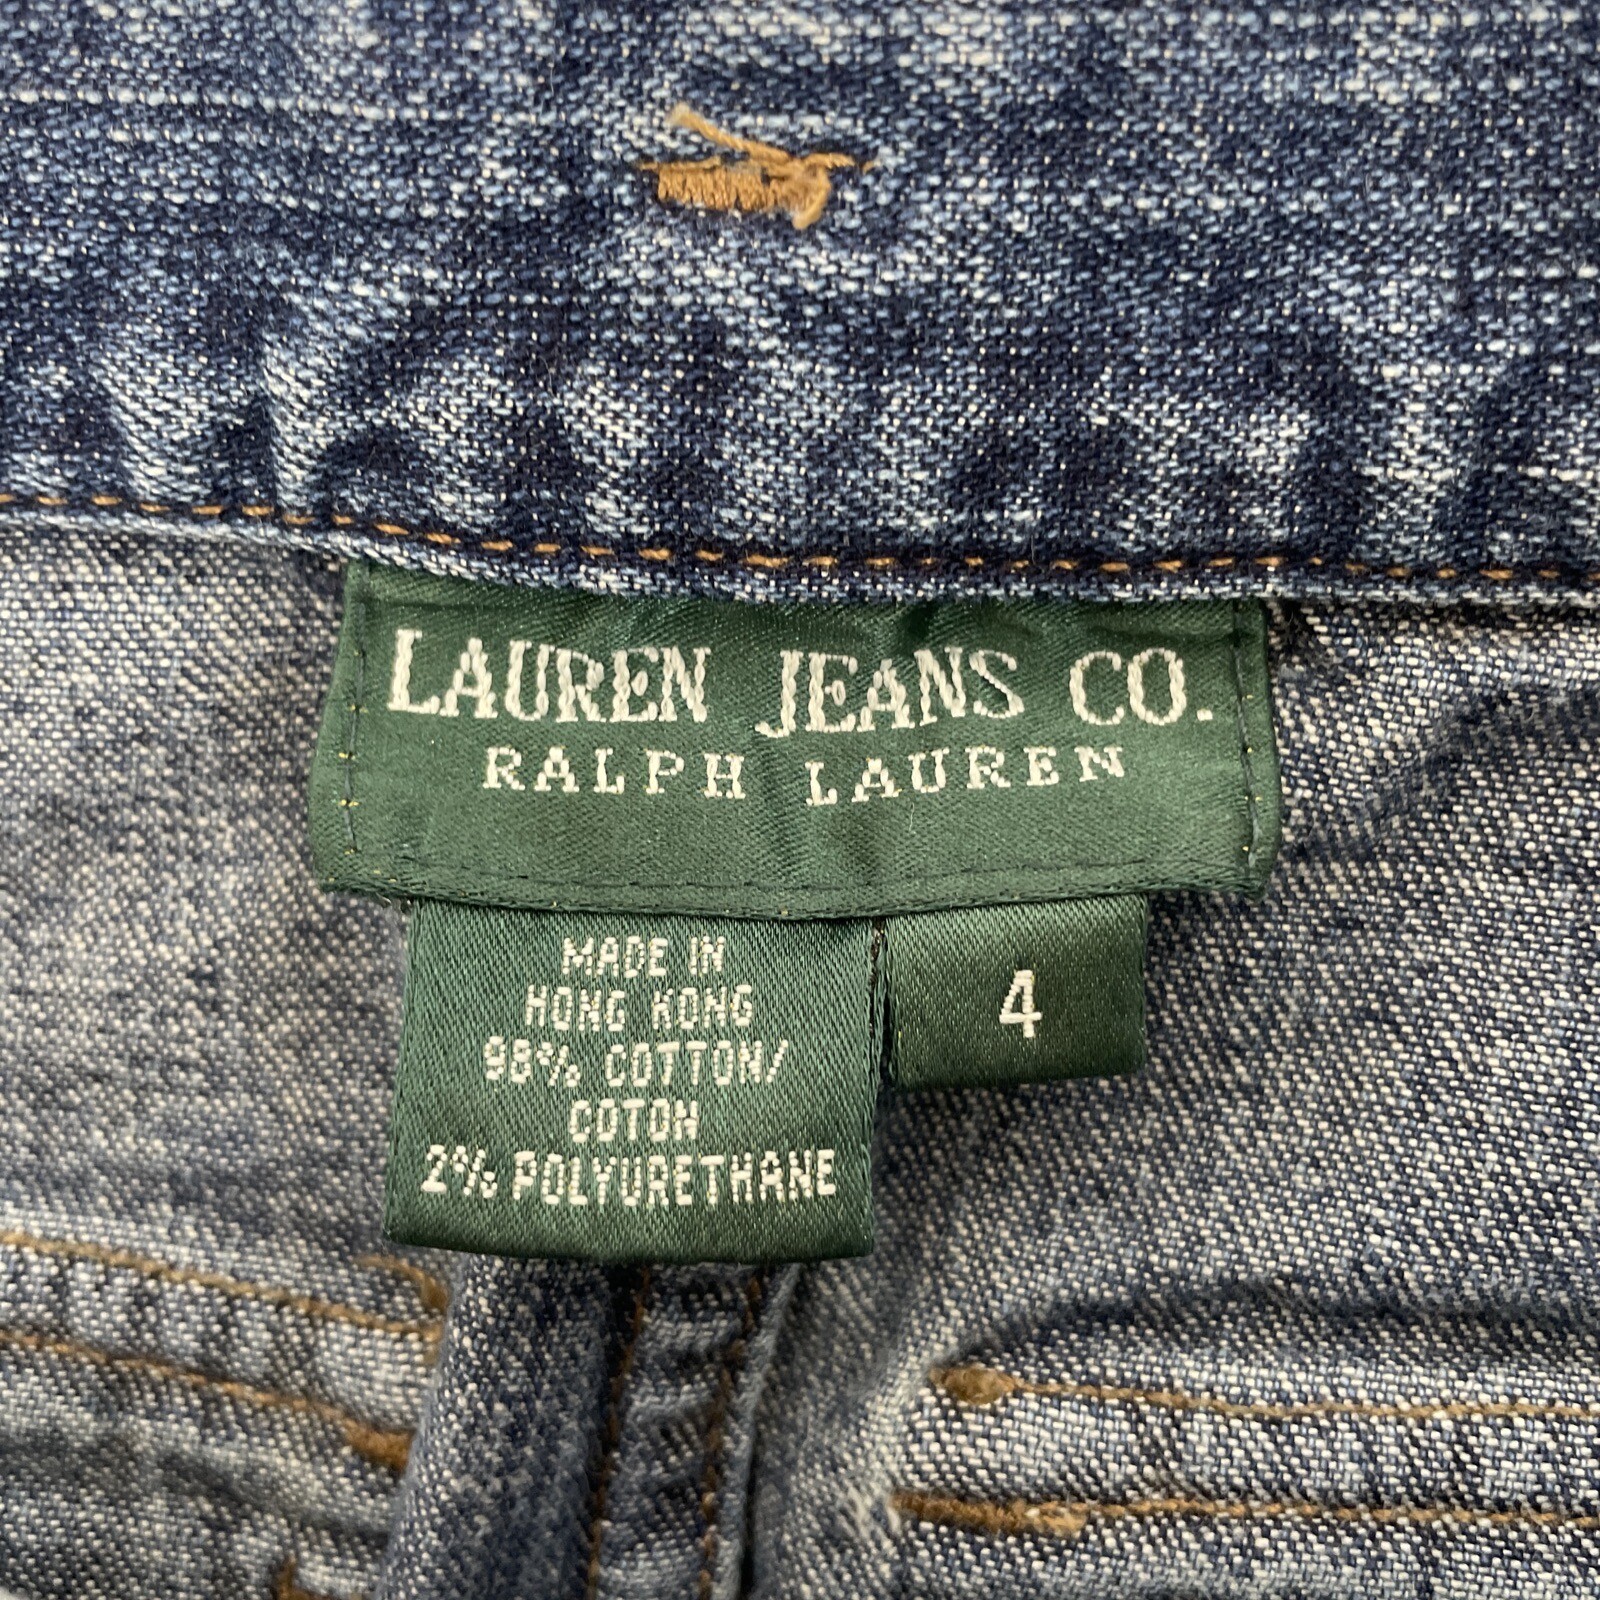 LAUREN JEANS CO.
RALPH LAUREN
MADE IN
HONG KONG
98% COTTON/
COTON
2% POLYURETHANE
4